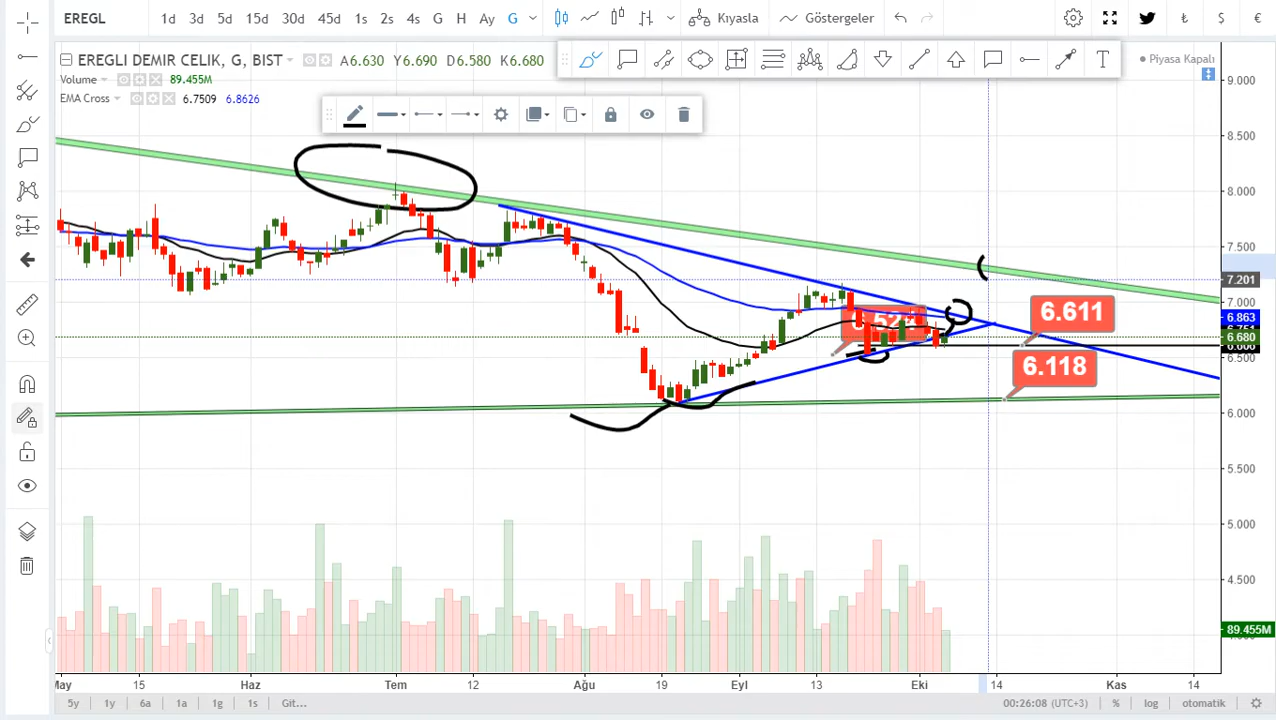 EREGL 1d 3d 5d 15d 30d 45d 1s 2s 4s G H Ay G Kıyasla Göstergeler ₺ $ €
EREGLI DEMIR CELIK, G, BIST A6.630 Y6.690 D6.580 K6.680 T
Piyasa Kapalı
Volume 89.455M
EMA Cross 6.7509 6.8626
9.000
8.500
8.000
7.500
7.201
7.000
6.611
6.863
6.680
6.500
6.118
6.000
5.500
5.000
4.500
89.455M
May 15 Haz Tem 12 Ağu 19 Eyl 13 Eki 14 Kas 14
5y 1y 6a 1a 1g 1s Git... 00:26:08 (UTC+3) % log otomatik